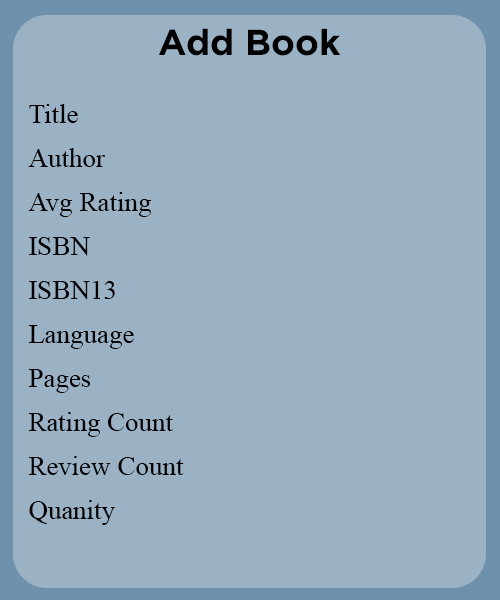 Add Book
Title
Author
Avg Rating
ISBN
ISBN13
Language
Pages
Rating Count
Review Count
Quanity